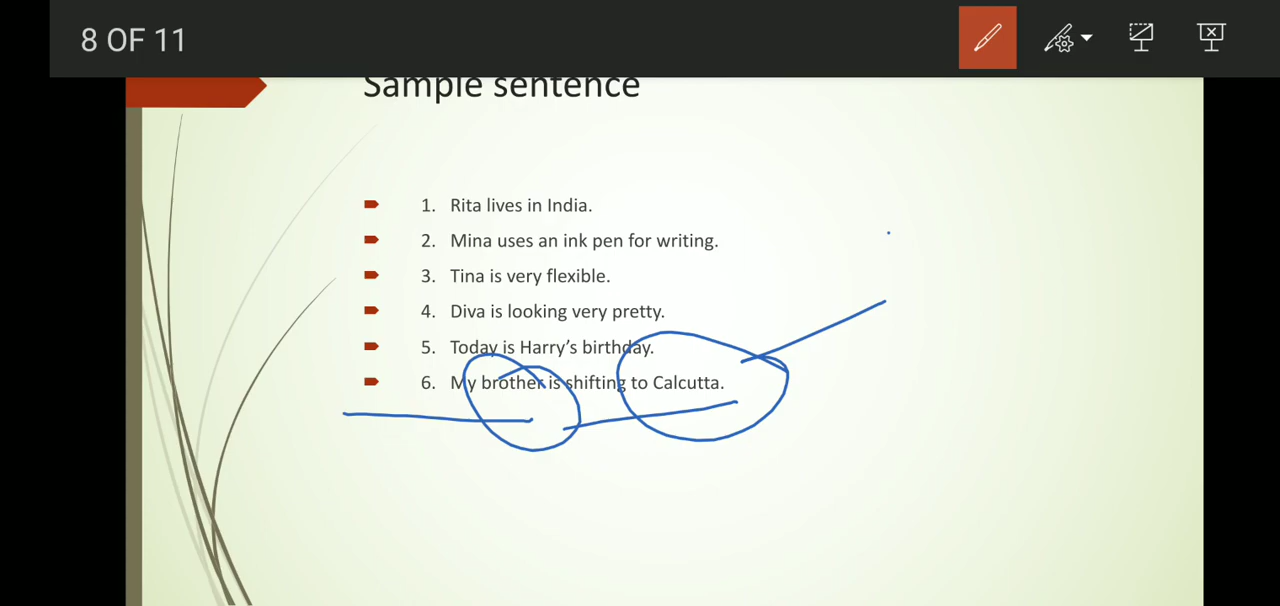 8 OF 11
Sample sentence
1. Rita lives in India.
2. Mina uses an ink pen for writing.
3. Tina is very flexible.
4. Diva is looking very pretty.
5. Today is Harry’s birthday.
6. My brother is shifting to Calcutta.